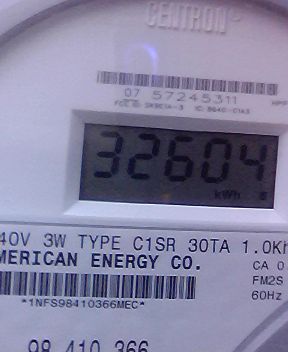 CENTRON®
07 57245311
32604
kWh
40V 3W TYPE C1SR 30TA 1.0Kh
MERICAN ENERGY CO.
CA 0
FM2S
60Hz
*1NFS98410366MEC*
98 410 366